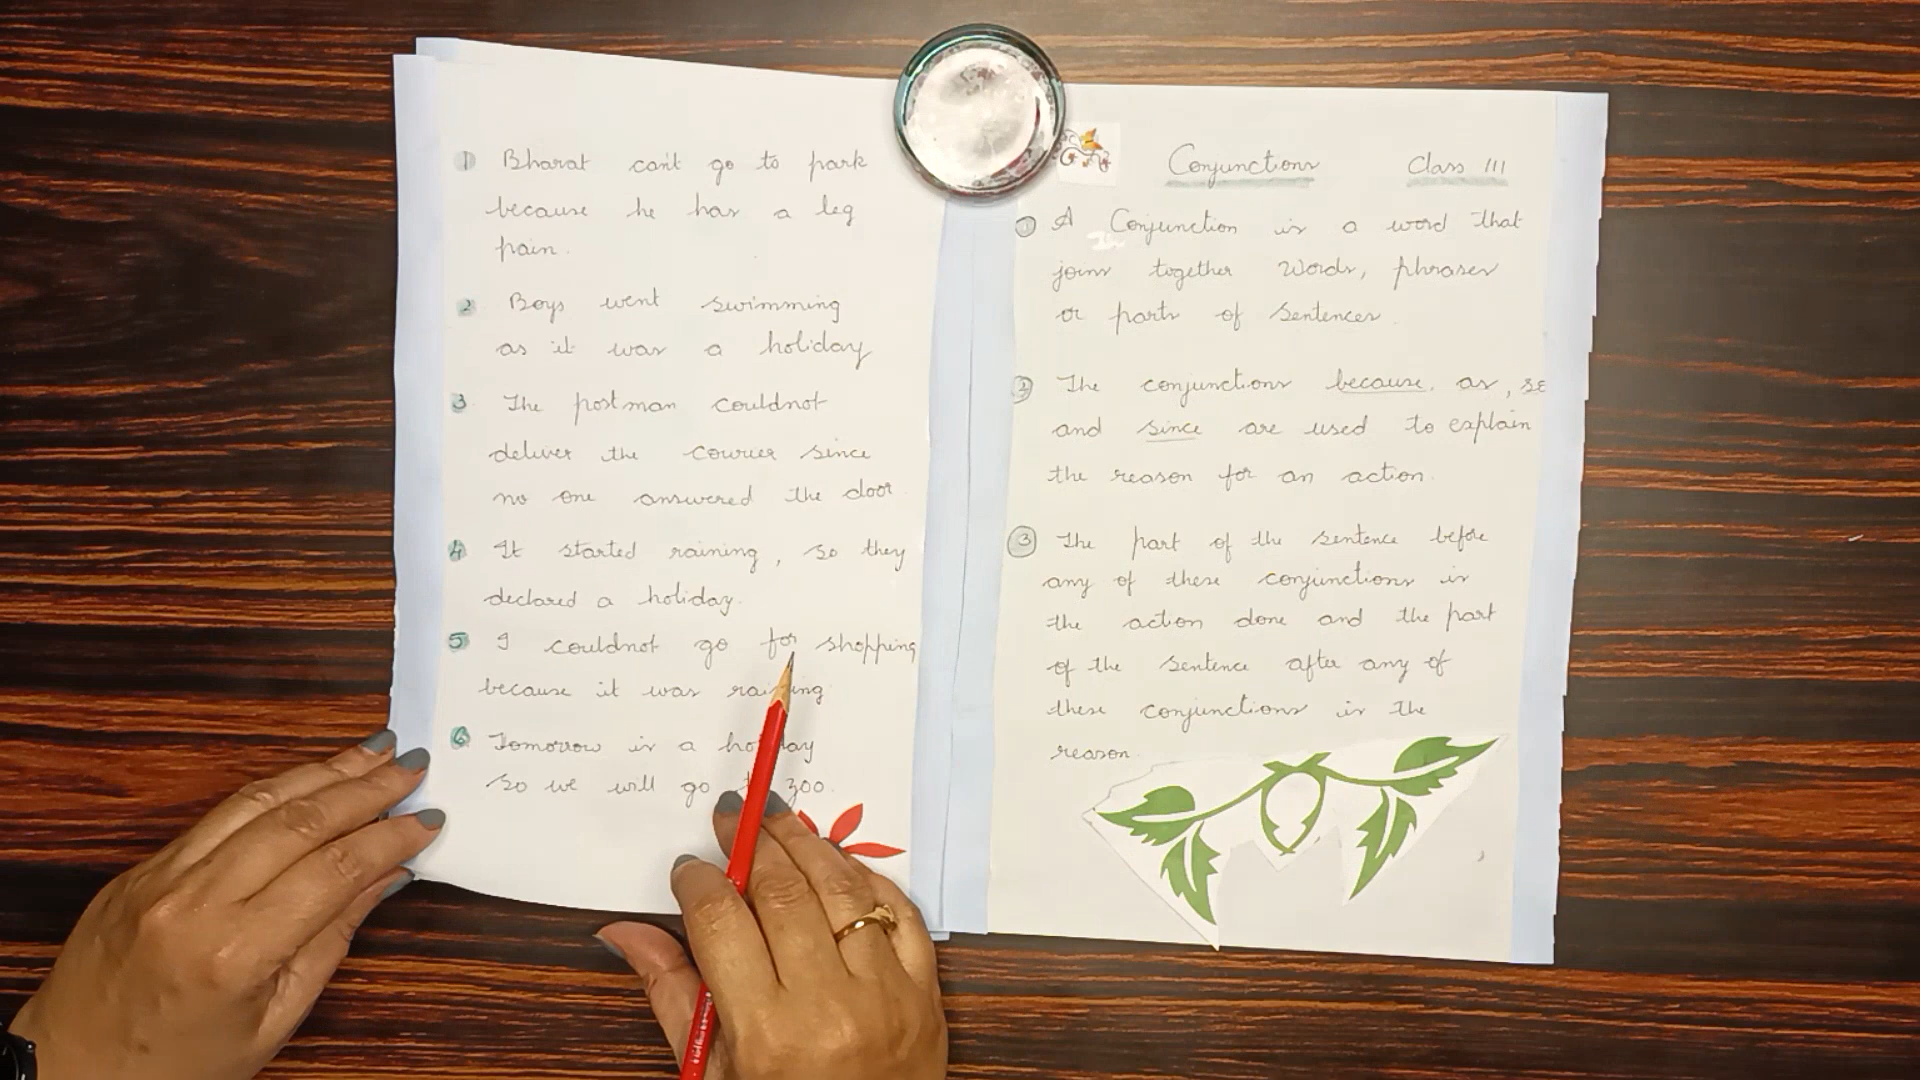 1 Bharat can't go to park
because he has a leg
pain.
2 Boys went swimming
as it was a holiday
3 The postman couldnot
deliver the courier since
no one answered the door
4 It started raining, so they
declared a holiday.
5 I couldnot go for shopping
because it was raining
6 Tomorrow is a holiday
so we will go zoo.
Conjunctions Class III
1 A Conjunction is a word that
joins together words, phrases
or parts of sentences.
2 The conjunctions because, as, so
and since are used to explain
the reason for an action.
3 The part of the sentence before
any of these conjunctions is
the action done and the part
of the sentence after any of
these conjunctions is the
reason.